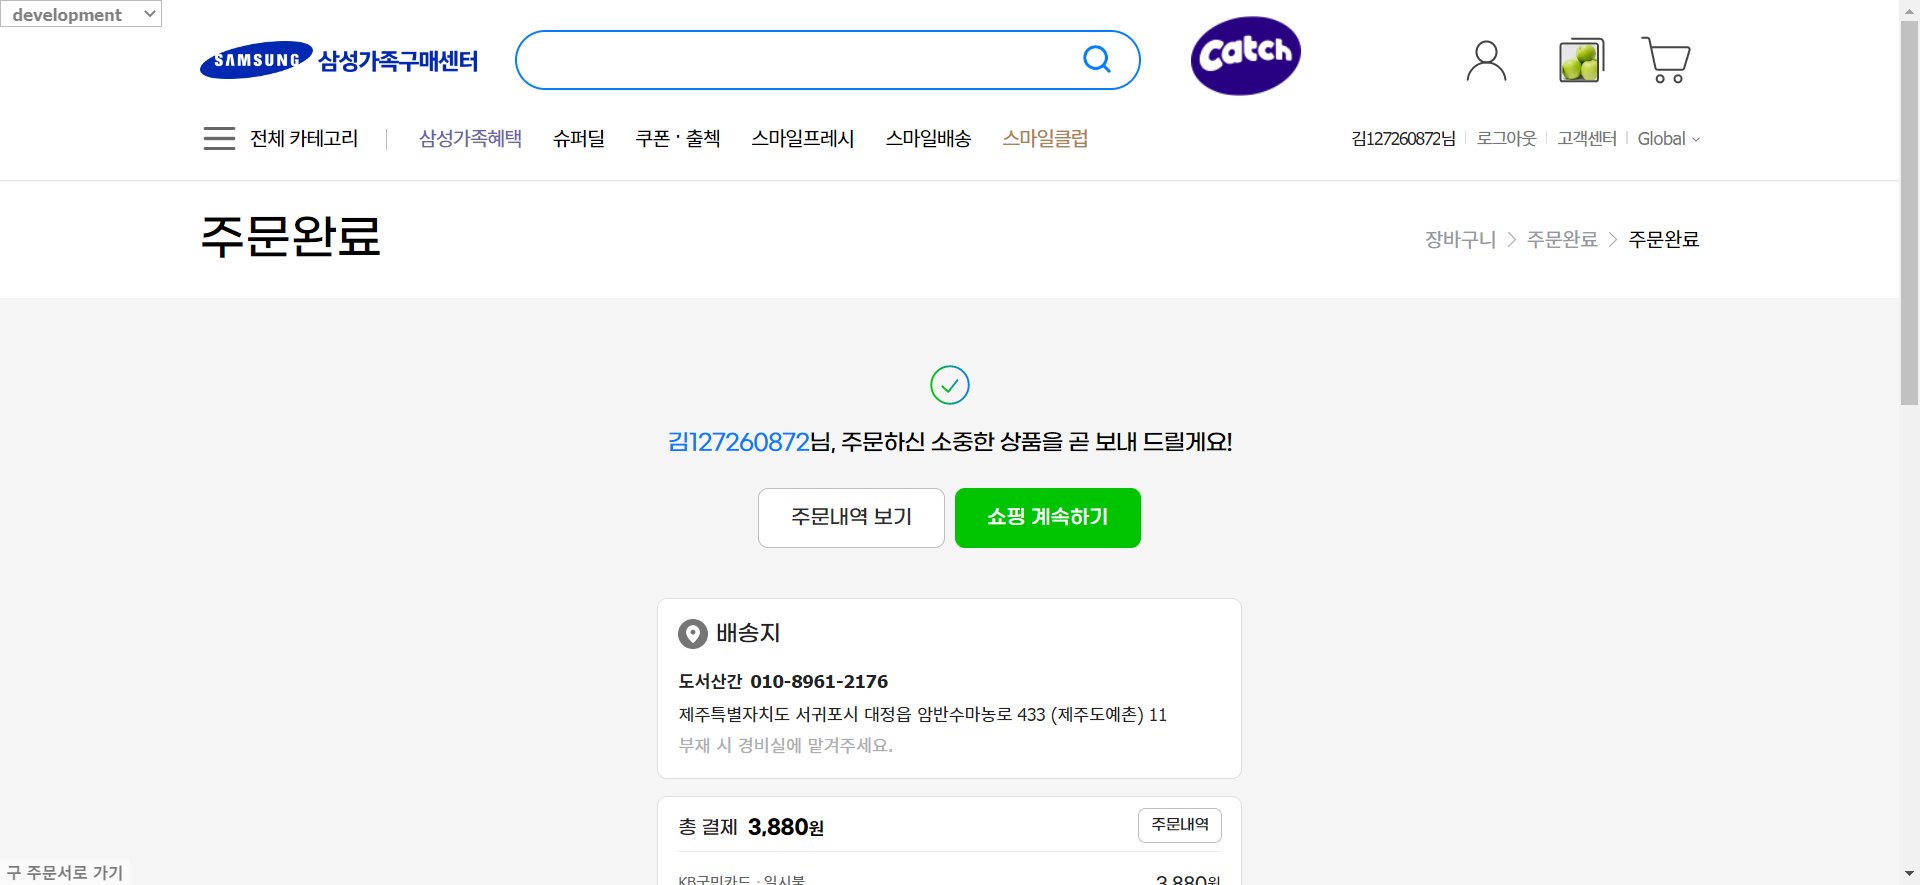 development
SAMSUNG 삼성가족구매센터
Catch
전체 카테고리
삼성가족혜택 슈퍼딜 쿠폰 · 출첵 스마일프레시 스마일배송 스마일클럽
김127260872님 로그아웃 고객센터 Global
주문완료
장바구니 > 주문완료 > 주문완료
김127260872님, 주문하신 소중한 상품을 곧 보내 드릴게요!
주문내역 보기
쇼핑 계속하기
배송지
도서산간 010-8961-2176
제주특별자치도 서귀포시 대정읍 암반수마농로 433 (제주도예촌) 11
부재 시 경비실에 맡겨주세요.
총 결제 3,880원
주문내역
KB국민카드 · 일시불 3,880원
구 주문서로 가기